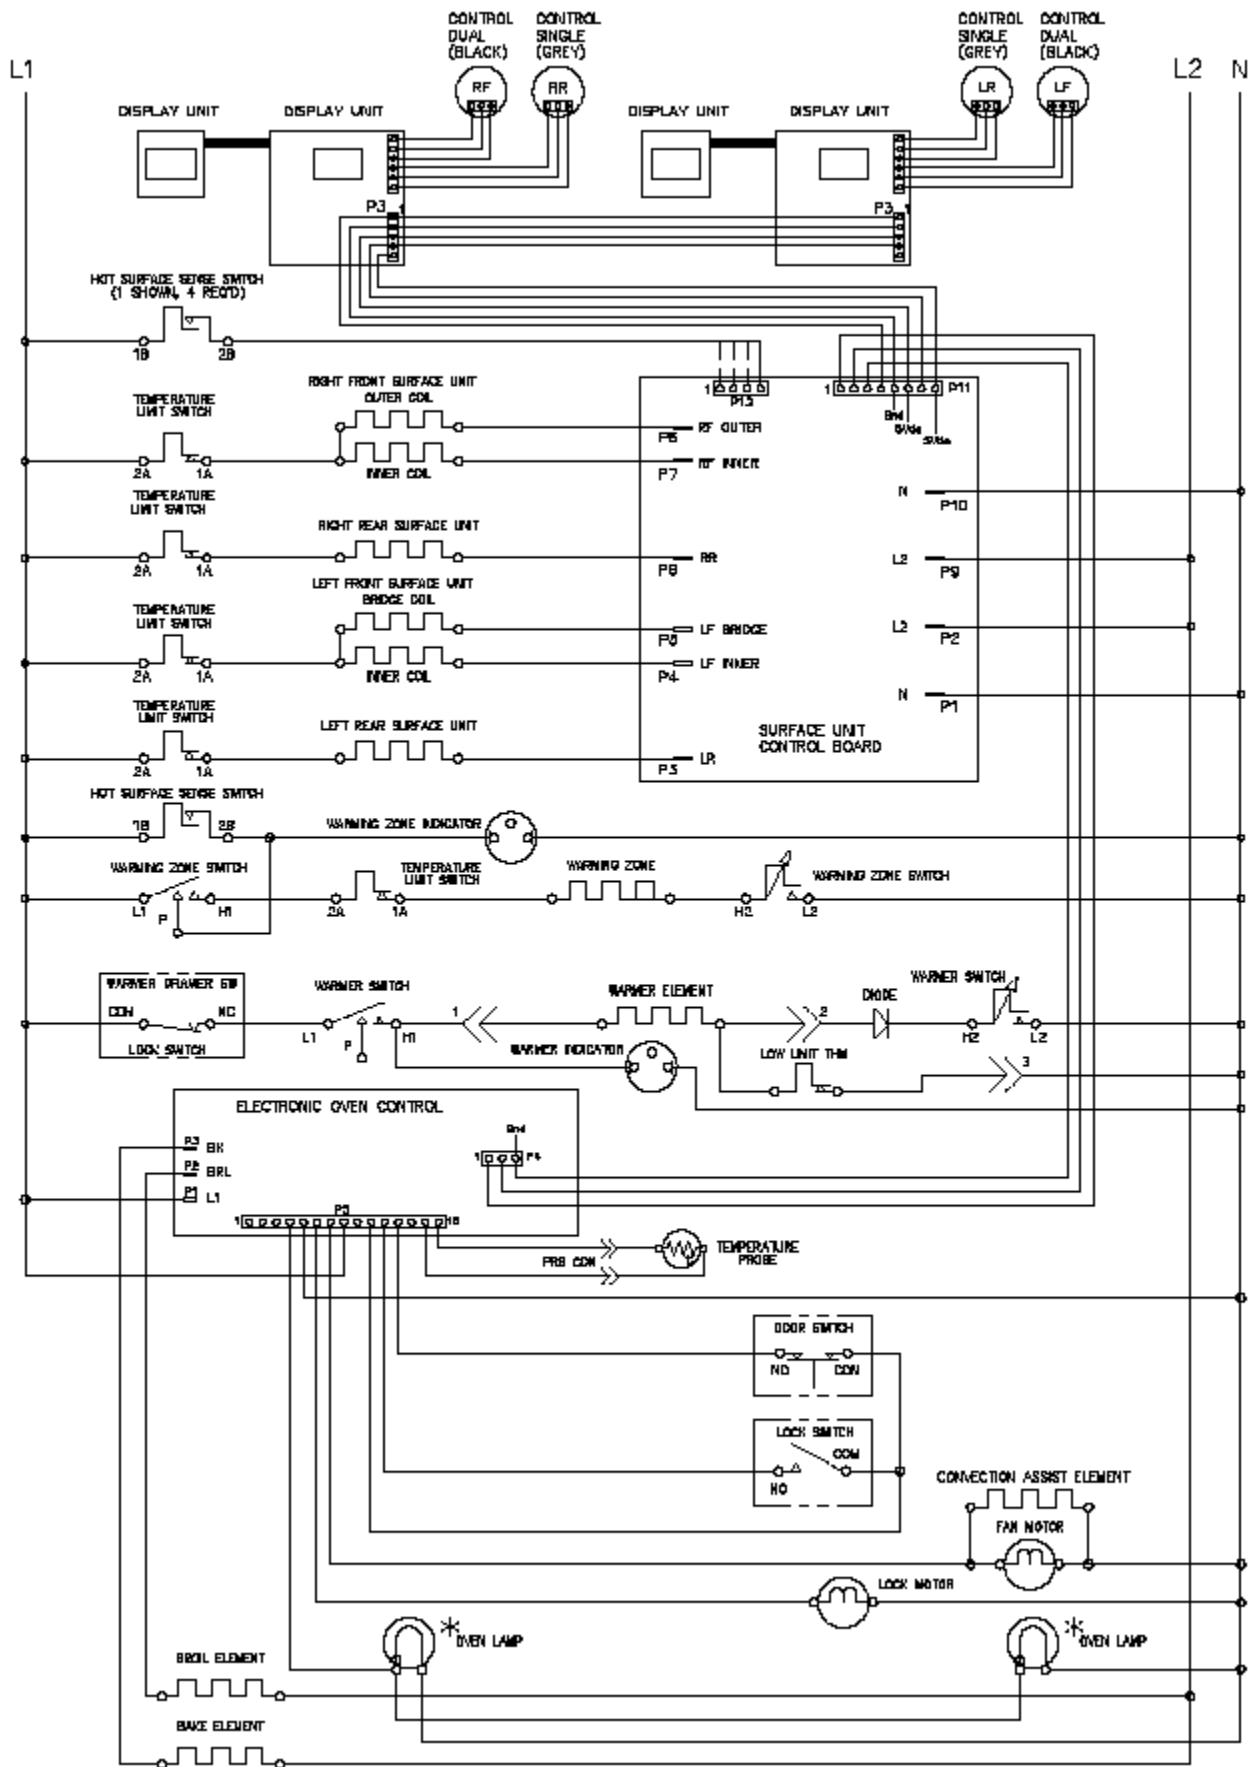 CONTROL DUAL (BLACK)
CONTROL SINGLE (GREY)
CONTROL SINGLE (GREY)
CONTROL DUAL (BLACK)
L1
L2
N
RF
RR
LR
LF
DISPLAY UNIT
DISPLAY UNIT
DISPLAY UNIT
DISPLAY UNIT
P3 1
P3 1
HOT SURFACE SENSE SWITCH
(1 SHOWN, 4 REQ'D)
1B
2B
1
P13
1
P11
Gnd
TEMPERATURE
LIMIT SWITCH
2A
1A
RIGHT FRONT SURFACE UNIT
OUTER COIL
INNER COIL
P6
RF OUTER
P7
RF INNER
N
P10
TEMPERATURE
LIMIT SWITCH
2A
1A
RIGHT REAR SURFACE UNIT
P8
RR
L2
P9
TEMPERATURE
LIMIT SWITCH
2A
1A
LEFT FRONT SURFACE UNIT
BRIDGE COIL
INNER COIL
P5
LF BRIDGE
P4
LF INNER
L2
P2
N
P1
TEMPERATURE
LIMIT SWITCH
2A
1A
LEFT REAR SURFACE UNIT
P3
LR
SURFACE UNIT
CONTROL BOARD
HOT SURFACE SENSE SWITCH
1B
2B
WARMING ZONE INDICATOR
WARMING ZONE SWITCH
L1
P
H1
TEMPERATURE
LIMIT SWITCH
2A
1A
WARMING ZONE
H2
L2
WARMING ZONE SWITCH
WARMER DRAWER SW
COM
NC
LOCK SWITCH
WARMER SWITCH
L1
P
H1
1
WARMER ELEMENT
2
DIODE
WARMER SWITCH
H2
L2
WARMER INDICATOR
LOW LIMIT THM
3
ELECTRONIC OVEN CONTROL
P3
BK
P2
BRL
P1
L1
Gnd
1
P4
1
P5
15
PRB CON
TEMPERATURE
PROBE
DOOR SWITCH
NO
COM
LOCK SWITCH
COM
NO
CONVECTION ASSIST ELEMENT
FAN MOTOR
LOCK MOTOR
OVEN LAMP
OVEN LAMP
BROIL ELEMENT
BAKE ELEMENT